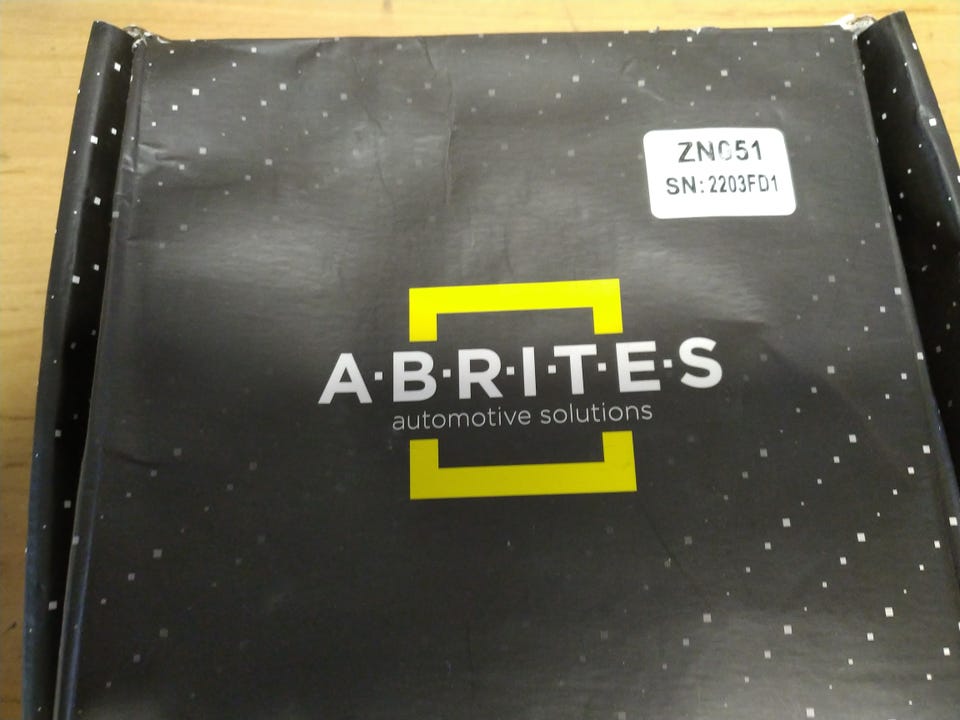 ZN051
SN:2203FD1
A·B·R·I·T·E·S
automotive solutions